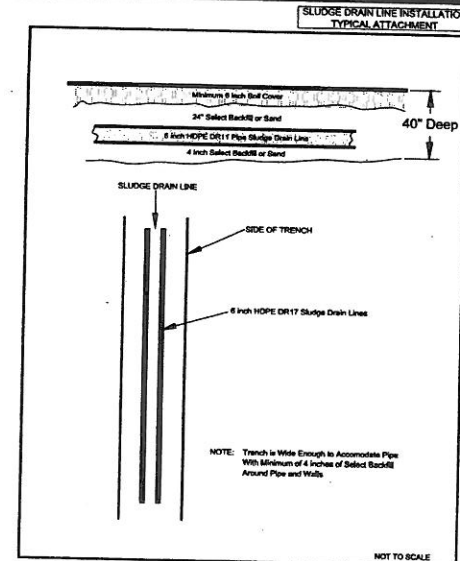 SLUDGE DRAIN LINE INSTALLATIO
TYPICAL ATTACHMENT
Minimum 6 Inch Soil Cover
24" Select Backfill or Sand
40" Deep
6 inch HDPE DR11 Pipe Sludge Drain Line
4 inch Select Backfill or Sand
SLUDGE DRAIN LINE
SIDE OF TRENCH
6 inch HDPE DR17 Sludge Drain Lines
NOTE: Trench is Wide Enough to Accomodate Pipe
With Minimum of 4 inches of Select Backfill
Around Pipe and Walls
NOT TO SCALE